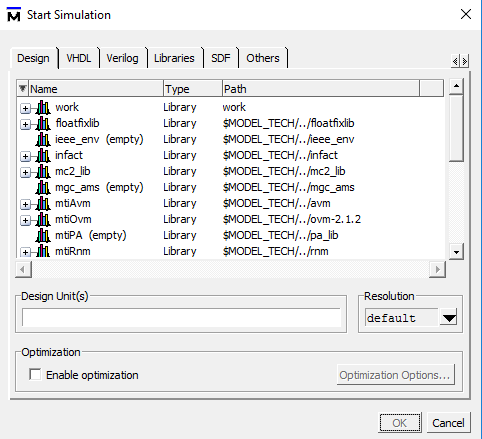 Start Simulation
Design VHDL Verilog Libraries SDF Others
Name Type Path
work Library work
floatfixlib Library $MODEL_TECH/../floatfixlib
ieee_env (empty) Library $MODEL_TECH/../ieee_env
infact Library $MODEL_TECH/../infact
mc2_lib Library $MODEL_TECH/../mc2_lib
mgc_ams (empty) Library $MODEL_TECH/../mgc_ams
mtiAvm Library $MODEL_TECH/../avm
mtiOvm Library $MODEL_TECH/../ovm-2.1.2
mtiPA (empty) Library $MODEL_TECH/../pa_lib
mtiRnm Library $MODEL_TECH/../rnm
Design Unit(s) Resolution
default
Optimization
Enable optimization Optimization Options...
OK Cancel